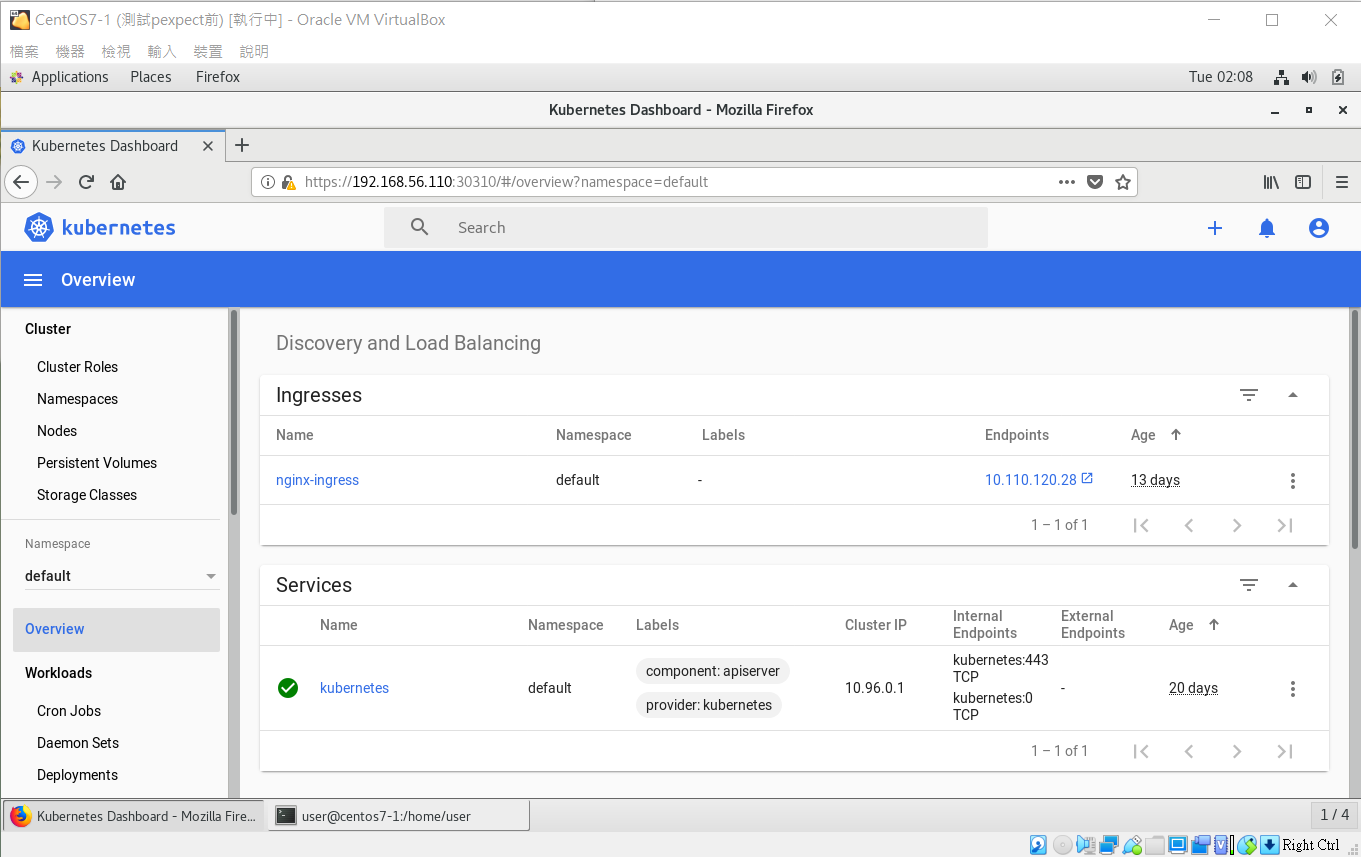 CentOS7-1 (測試pexpect前) [執行中] - Oracle VM VirtualBox
檔案 機器 檢視 輸入 裝置 說明
Applications Places Firefox Tue 02:08
Kubernetes Dashboard - Mozilla Firefox
Kubernetes Dashboard
https://192.168.56.110:30310/#/overview?namespace=default
kubernetes Search
Overview
Cluster
Cluster Roles
Namespaces
Nodes
Persistent Volumes
Storage Classes
Namespace
default
Overview
Workloads
Cron Jobs
Daemon Sets
Deployments
Discovery and Load Balancing
Ingresses
Name Namespace Labels Endpoints Age
nginx-ingress default - 10.110.120.28 13 days
1 – 1 of 1
Services
Name Namespace Labels Cluster IP Internal Endpoints External Endpoints Age
kubernetes default component: apiserver provider: kubernetes 10.96.0.1 kubernetes:443 TCP kubernetes:0 TCP - 20 days
1 – 1 of 1
Kubernetes Dashboard - Mozilla Fire... user@centos7-1:/home/user 1 / 4
Right Ctrl